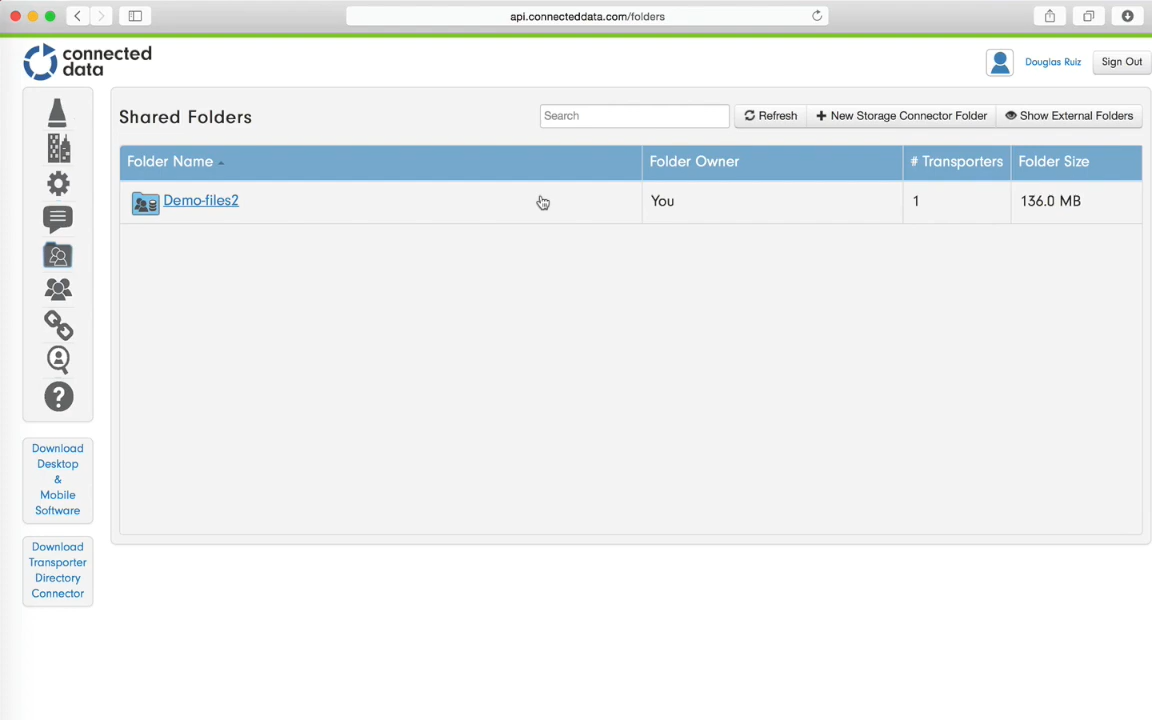 api.connecteddata.com/folders
connected
data
Douglas Ruiz
Sign Out
Shared Folders
Search
Refresh
New Storage Connector Folder
Show External Folders
Folder Name
Folder Owner
# Transporters
Folder Size
Demo-files2
You
1
136.0 MB
?
Download
Desktop
&
Mobile
Software
Download
Transporter
Directory
Connector